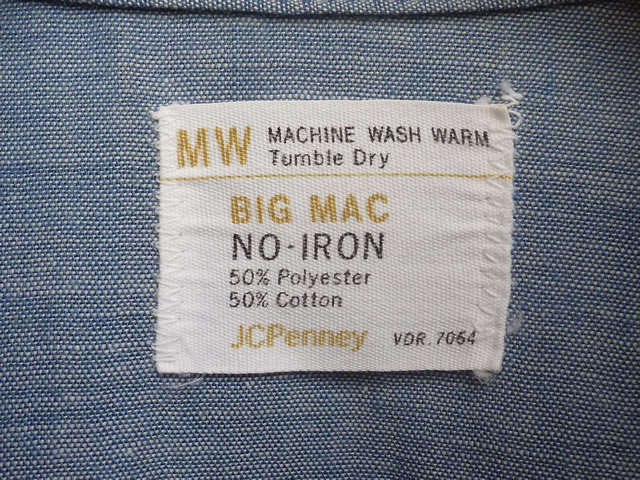 MW MACHINE WASH WARM
Tumble Dry
BIG MAC
NO-IRON
50% Polyester
50% Cotton
JCPenney VDR. 7064